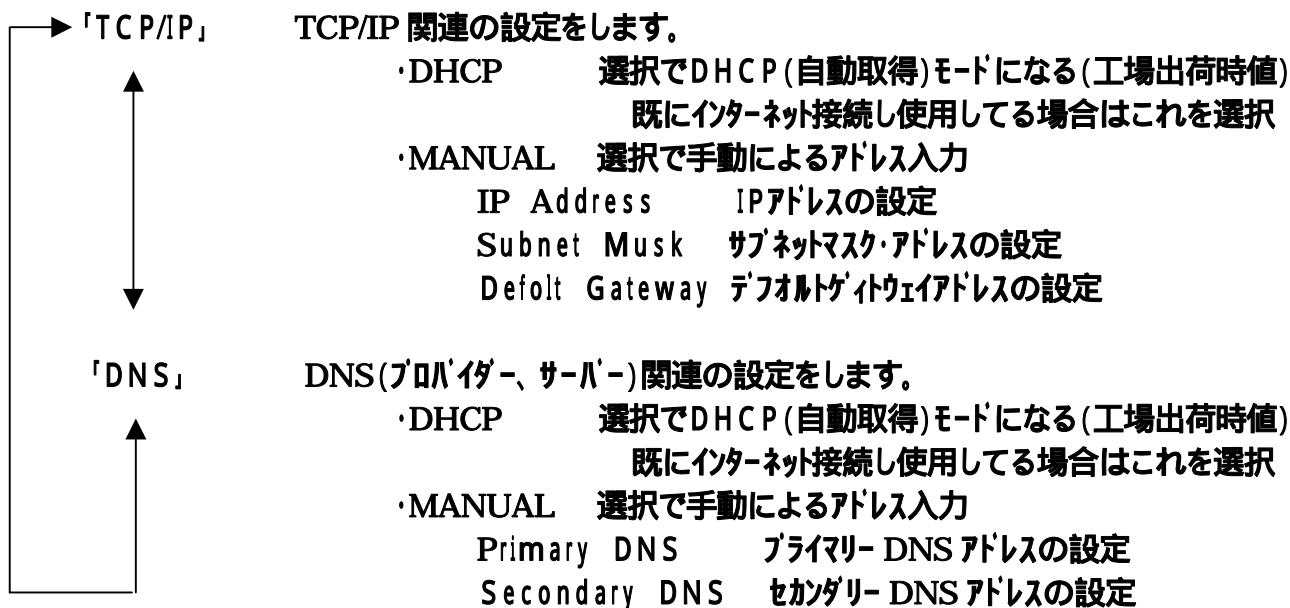 「TCP/IP」 TCP/IP 関連の設定をします。
・DHCP 選択でDHCP(自動取得)ﾓｰﾄﾞになる(工場出荷時値)
既にｲﾝﾀｰﾈｯﾄ接続し使用してる場合はこれを選択
・MANUAL 選択で手動によるｱﾄﾞﾚｽ入力
IP Address IPｱﾄﾞﾚｽの設定
Subnet Musk ｻﾌﾞﾈｯﾄﾏｽｸ・ｱﾄﾞﾚｽの設定
Defolt Gateway ﾃﾞﾌｵﾙﾄｹﾞｨﾄｳｪｲｱﾄﾞﾚｽの設定
「DNS」 DNS(ﾌﾟﾛﾊﾞｲﾀﾞｰ、ｻｰﾊﾞｰ)関連の設定をします。
・DHCP 選択でDHCP(自動取得)ﾓｰﾄﾞになる(工場出荷時値)
既にｲﾝﾀｰﾈｯﾄ接続し使用してる場合はこれを選択
・MANUAL 選択で手動によるｱﾄﾞﾚｽ入力
Primary DNS ﾌﾟﾗｲﾏﾘｰ DNS ｱﾄﾞﾚｽの設定
Secondary DNS ｾｶﾝﾀﾞﾘｰ DNS ｱﾄﾞﾚｽの設定